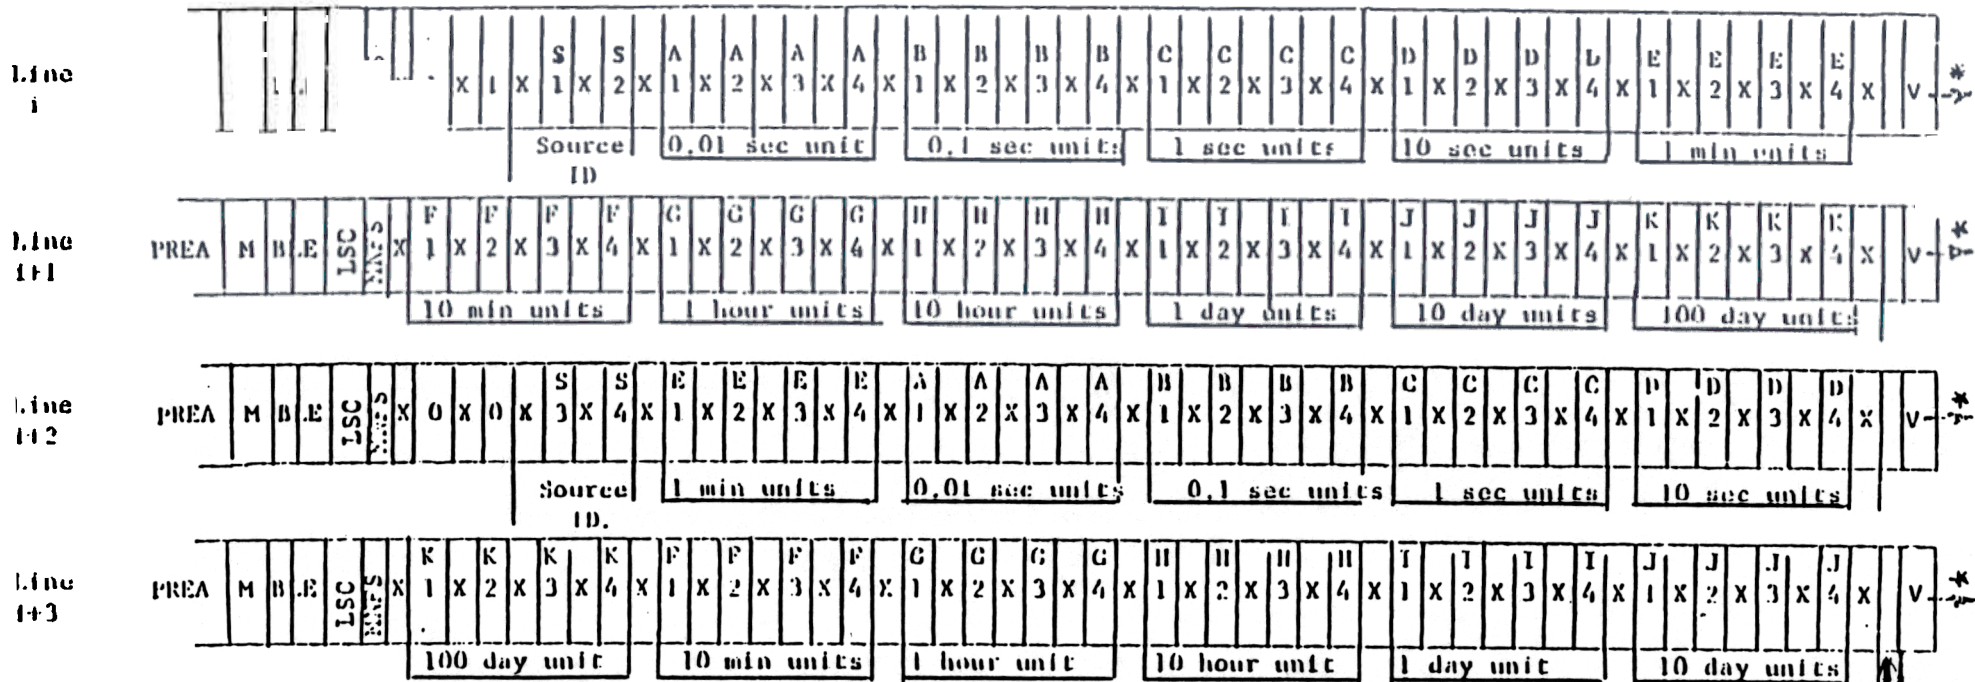 S S A A A A B B B B C C C C D D D D E E E E
Line X 1 X 1 X 2 X 1 X 2 X 3 X 4 X 1 X 2 X 3 X 4 X 1 X 2 X 3 X 4 X 1 X 2 X 3 X 4 X 1 X 2 X 3 X 4 X V
i
Source 0.01 sec unit 0.1 sec units 1 sec units 10 sec units 1 min units
ID
F F F F G G G G H H H H I I I I J J J J K K K K
Line PREA M B LE LSC X 1 X 2 X 3 X 4 X 1 X 2 X 3 X 4 X 1 X 2 X 3 X 4 X 1 X 2 X 3 X 4 X 1 X 2 X 3 X 4 X 1 X 2 X 3 X 4 X V
i+1
10 min units 1 hour units 10 hour units 1 day units 10 day units 100 day units
S S E E E E A A A A B B B B C C C C D D D D
Line PREA M B LE LSC X 0 X 0 X 3 X 4 X 1 X 2 X 3 X 4 X 1 X 2 X 3 X 4 X 1 X 2 X 3 X 4 X 1 X 2 X 3 X 4 X 1 X 2 X 3 X 4 X V
i+2
Source 1 min units 0.01 sec units 0.1 sec units 1 sec units 10 sec units
ID.
K K K K F F F F G G G G H H H H I I I I J J J J
Line PREA M B LE LSC X 1 X 2 X 3 X 4 X 1 X 2 X 3 X 4 X 1 X 2 X 3 X 4 X 1 X 2 X 3 X 4 X 1 X 2 X 3 X 4 X 1 X 2 X 3 X 4 X V
i+3
100 day unit 10 min units 1 hour unit 10 hour unit 1 day unit 10 day units